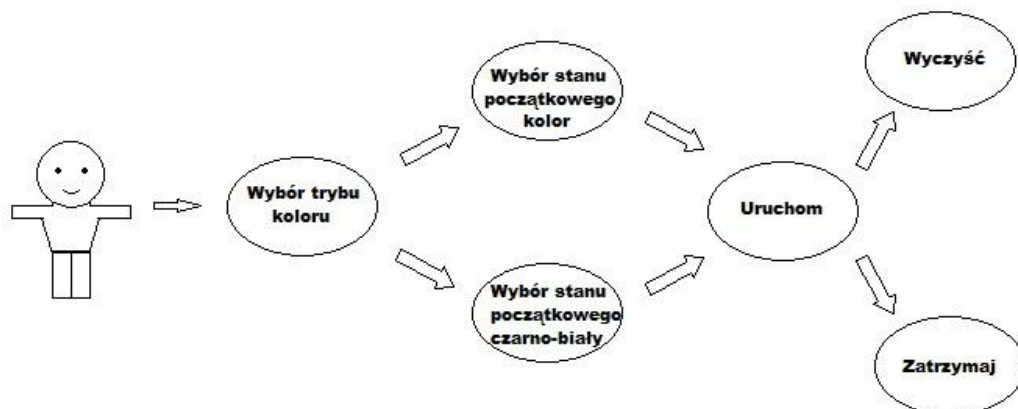 Wybór trybu
koloru
Wybór stanu
początkowego
kolor
Wybór stanu
początkowego
czarno-biały
Uruchom
Wyczyść
Zatrzymaj